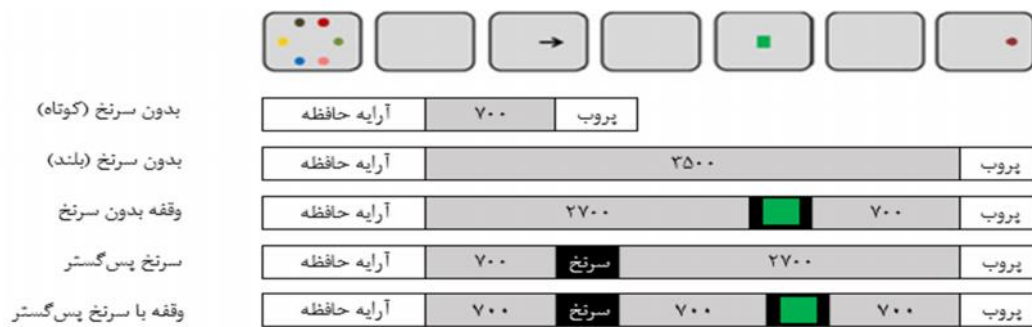 بدون سرنخ (کوتاه) آرایه حافظه ۷۰۰ پروب
بدون سرنخ (بلند) آرایه حافظه ۳۵۰۰ پروب
وقفه بدون سرنخ آرایه حافظه ۲۷۰۰ ۷۰۰ پروب
سرنخ پس‌گستر آرایه حافظه ۷۰۰ سرنخ ۲۷۰۰ پروب
وقفه با سرنخ پس‌گستر آرایه حافظه ۷۰۰ سرنخ ۷۰۰ ۷۰۰ پروب